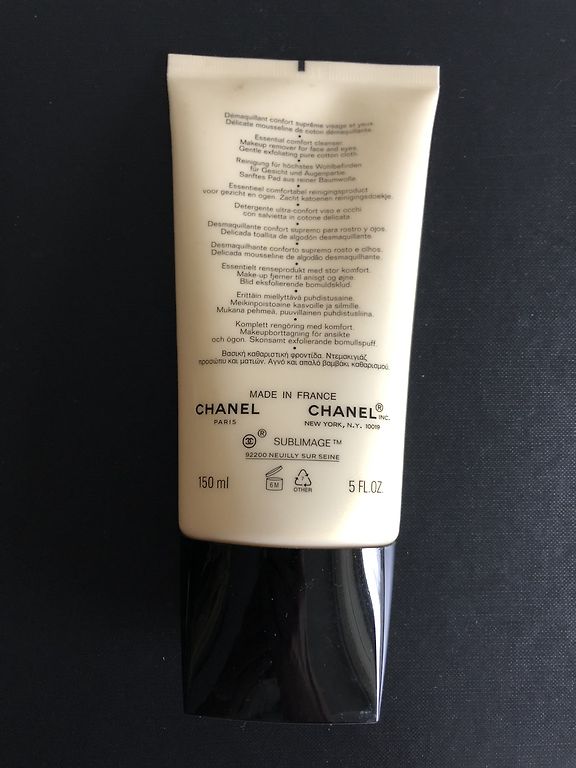 Démaquillant confort suprême visage et yeux.
Délicate mousseline de coton démaquillante.
•
Essential comfort cleanser.
Makeup remover for face and eyes.
Gentle exfoliating pure cotton cloth.
•
Reinigung für höchstes Wohlbefinden
für Gesicht und Augenpartie.
Sanftes Pad aus reiner Baumwolle.
•
Essentieel comfortabel reinigingsproduct
voor gezicht en ogen. Zacht katoenen reinigingsdoekje.
•
Detergente ultra-confort viso e occhi
con salvietta in cotone delicata.
•
Desmaquillante confort supremo para rostro y ojos.
Delicada toallita de algodón desmaquillante.
•
Desmaquilhante conforto supremo rosto e olhos.
Delicada mousseline de algodão desmaquilhante.
•
Essentielt renseprodukt med stor komfort.
Make-up fjerner til ansigt og øjne.
Blid eksfolierende bomuldsklud.
•
Erittäin miellyttävä puhdistusaine.
Meikinpoistoaine kasvoille ja silmille.
Mukana pehmeä, puuvillainen puhdistusliina.
•
Komplett rengöring med komfort.
Makeupborttagning för ansikte
och ögon. Skonsamt exfolierande bomullspuff.
•
Βασική καθαριστική φροντίδα. Ντεμακιγιάζ
προσώπου και ματιών. Αγνό και απαλό βαμβάκι καθαρισμού.
MADE IN FRANCE
CHANEL CHANEL® INC.
PARIS NEW YORK, N.Y. 10019
® SUBLIMAGE™
92200 NEUILLY SUR SEINE
150 ml 6 M 7 OTHER 5 FL.OZ.